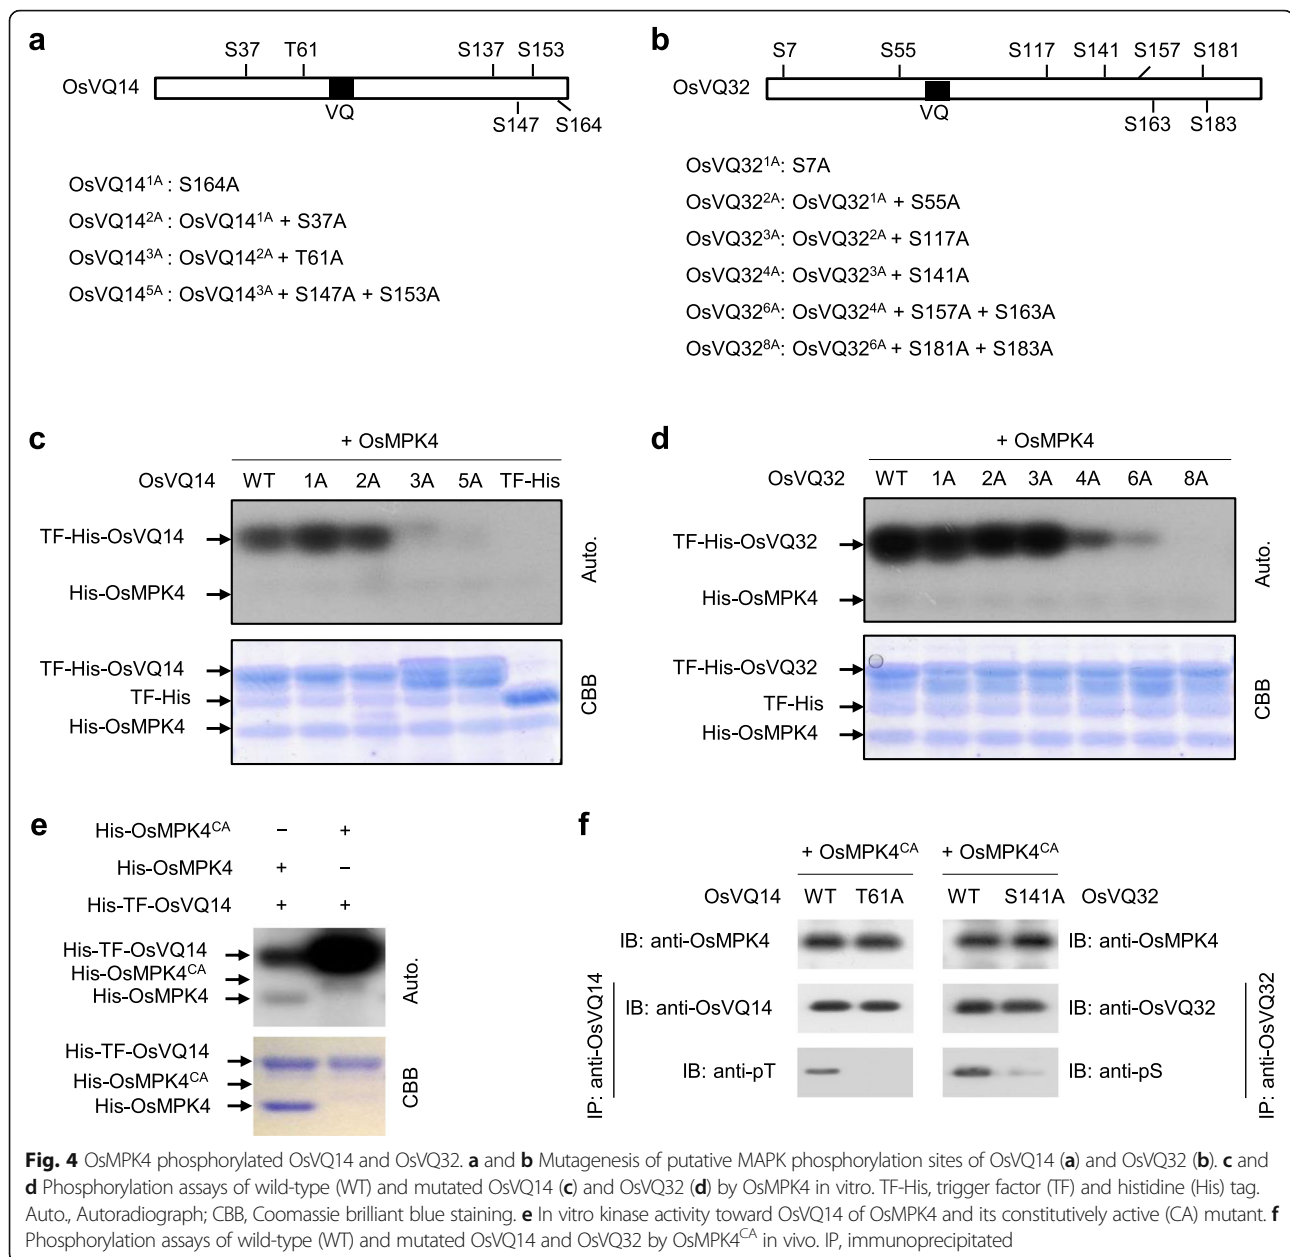 a
S37 T61 S137 S153
OsVQ14
VQ
S147 S164
OsVQ14^1A : S164A
OsVQ14^2A : OsVQ14^1A + S37A
OsVQ14^3A : OsVQ14^2A + T61A
OsVQ14^5A : OsVQ14^3A + S147A + S153A
b
S7 S55 S117 S141 S157 S181
OsVQ32
VQ
S163 S183
OsVQ32^1A: S7A
OsVQ32^2A: OsVQ32^1A + S55A
OsVQ32^3A: OsVQ32^2A + S117A
OsVQ32^4A: OsVQ32^3A + S141A
OsVQ32^6A: OsVQ32^4A + S157A + S163A
OsVQ32^8A: OsVQ32^6A + S181A + S183A
c
+ OsMPK4
OsVQ14 WT 1A 2A 3A 5A TF-His
TF-His-OsVQ14
His-OsMPK4
Auto.
TF-His-OsVQ14
TF-His
His-OsMPK4
CBB
d
+ OsMPK4
OsVQ32 WT 1A 2A 3A 4A 6A 8A
TF-His-OsVQ32
His-OsMPK4
Auto.
TF-His-OsVQ32
TF-His
His-OsMPK4
CBB
e
His-OsMPK4^CA − +
His-OsMPK4 + −
His-TF-OsVQ14 + +
His-TF-OsVQ14
His-OsMPK4^CA
His-OsMPK4
Auto.
His-TF-OsVQ14
His-OsMPK4^CA
His-OsMPK4
CBB
f
+ OsMPK4^CA + OsMPK4^CA
OsVQ14 WT T61A WT S141A OsVQ32
IB: anti-OsMPK4 IB: anti-OsMPK4
IP: anti-OsVQ14
IB: anti-OsVQ14 IB: anti-OsVQ32
IB: anti-pT IB: anti-pS
IP: anti-OsVQ32
Fig. 4 OsMPK4 phosphorylated OsVQ14 and OsVQ32. a and b Mutagenesis of putative MAPK phosphorylation sites of OsVQ14 (a) and OsVQ32 (b). c and
d Phosphorylation assays of wild-type (WT) and mutated OsVQ14 (c) and OsVQ32 (d) by OsMPK4 in vitro. TF-His, trigger factor (TF) and histidine (His) tag.
Auto., Autoradiograph; CBB, Coomassie brilliant blue staining. e In vitro kinase activity toward OsVQ14 of OsMPK4 and its constitutively active (CA) mutant. f
Phosphorylation assays of wild-type (WT) and mutated OsVQ14 and OsVQ32 by OsMPK4^CA in vivo. IP, immunoprecipitated